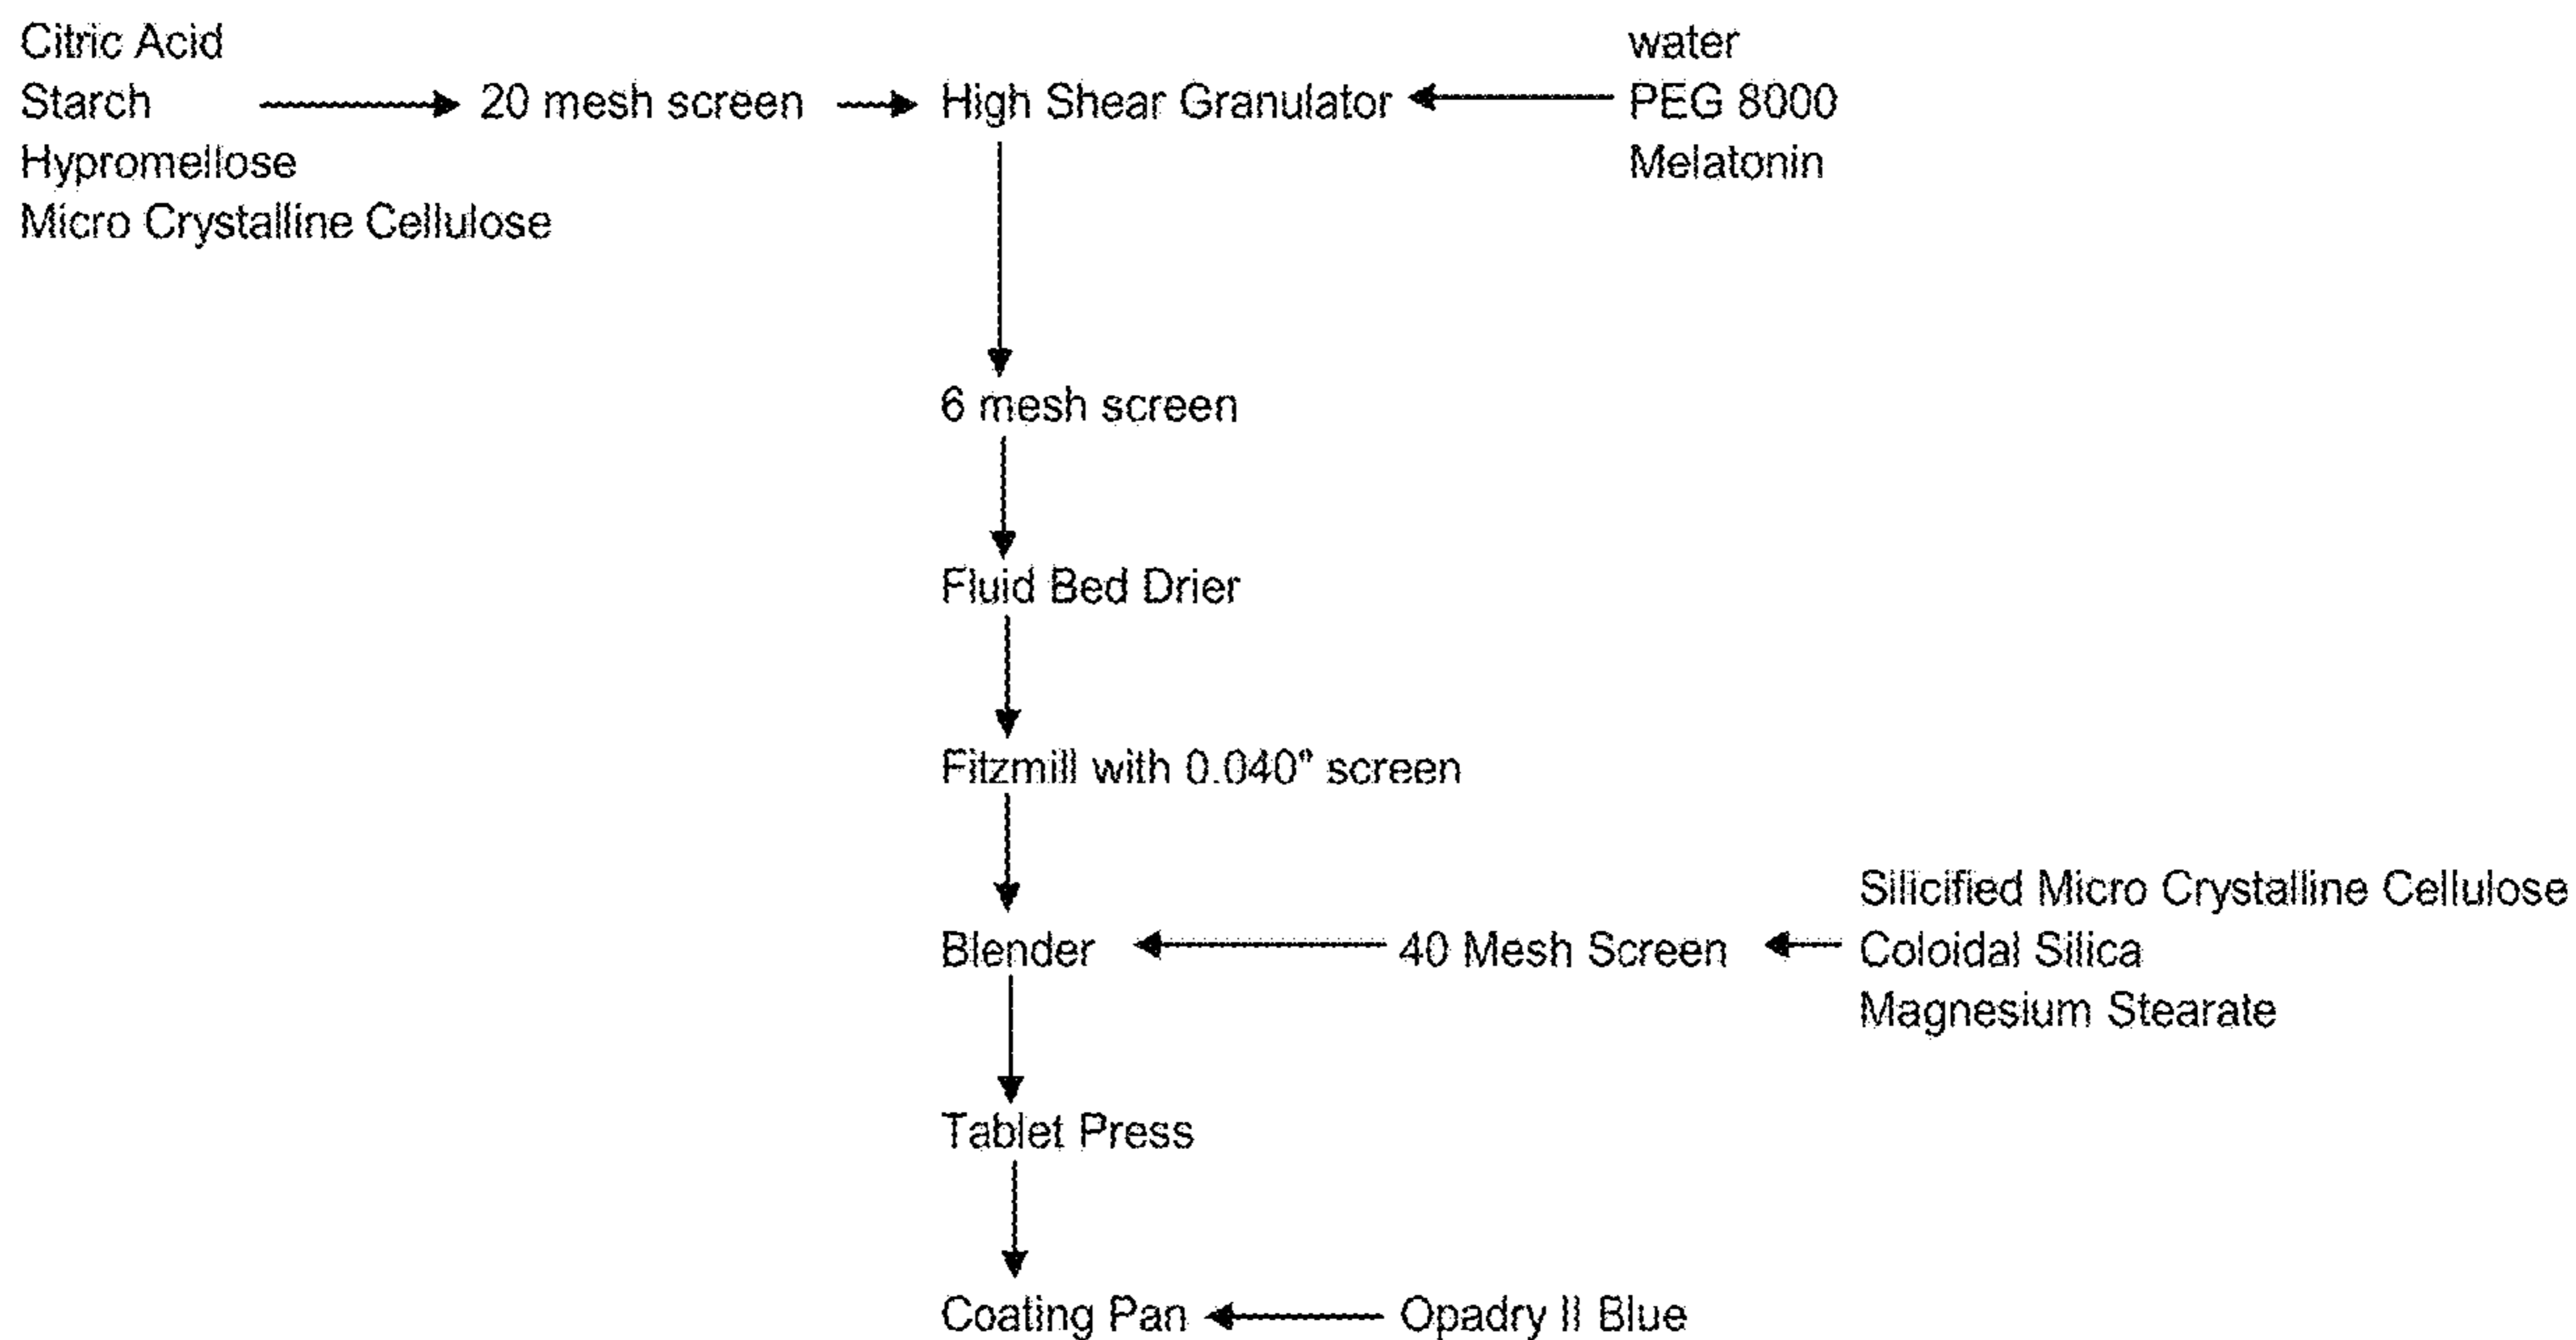 Citric Acid
Starch
Hypromellose
Micro Crystalline Cellulose
20 mesh screen
High Shear Granulator
water
PEG 8000
Melatonin
6 mesh screen
Fluid Bed Drier
Fitzmill with 0.040" screen
Blender
40 Mesh Screen
Silicified Micro Crystalline Cellulose
Coloidal Silica
Magnesium Stearate
Tablet Press
Coating Pan
Opadry II Blue